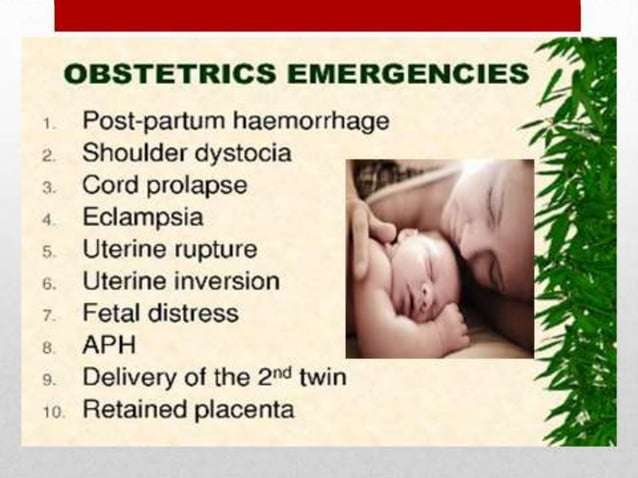 OBSTETRICS EMERGENCIES
1. Post-partum haemorrhage
2. Shoulder dystocia
3. Cord prolapse
4. Eclampsia
5. Uterine rupture
6. Uterine inversion
7. Fetal distress
8. APH
9. Delivery of the 2nd twin
10. Retained placenta